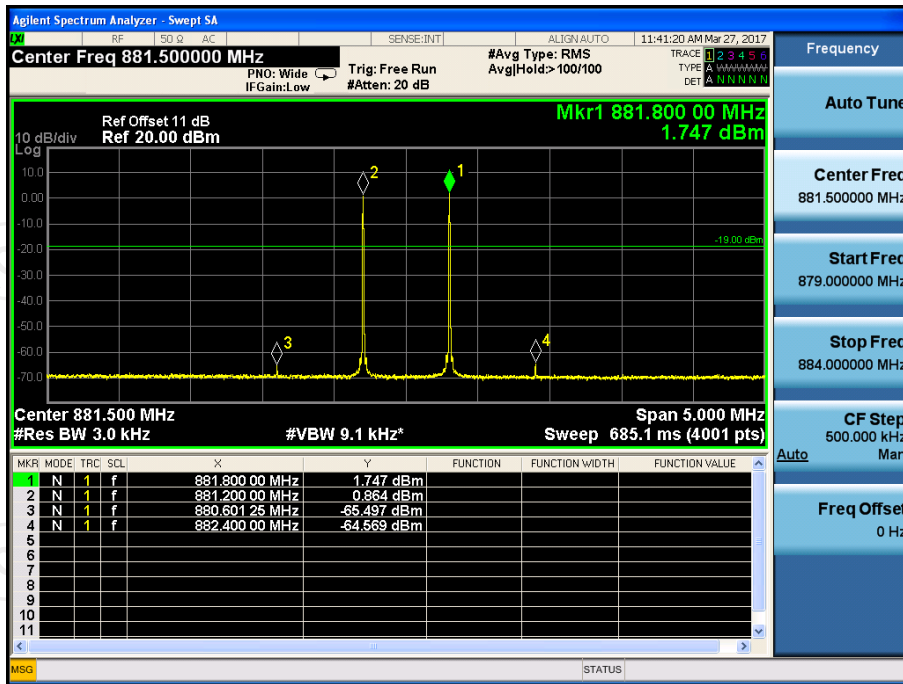 Agilent Spectrum Analyzer - Swept SA
LXI RF 50 Ω AC SENSE:INT ALIGN AUTO 11:41:20 AM Mar 27, 2017
Center Freq 881.500000 MHz #Avg Type: RMS TRACE 1 2 3 4 5 6
PNO: Wide Trig: Free Run Avg|Hold:>100/100 TYPE A WWWWW
IFGain:Low #Atten: 20 dB DET A N N N N N
Frequency
Auto Tune
Center Freq
881.500000 MHz
Start Freq
879.000000 MHz
Stop Freq
884.000000 MHz
CF Step
500.000 kHz
Auto Man
Freq Offset
0 Hz
Mkr1 881.800 00 MHz
1.747 dBm
Ref Offset 11 dB
10 dB/div Ref 20.00 dBm
Log
10.0
0.00
-10.0
-20.0
-30.0
-40.0
-50.0
-60.0
-70.0
2
1
-19.00 dBm
3
4
Center 881.500 MHz Span 5.000 MHz
#Res BW 3.0 kHz #VBW 9.1 kHz* Sweep 685.1 ms (4001 pts)
MKR MODE TRC SCL X Y FUNCTION FUNCTION WIDTH FUNCTION VALUE
1 N 1 f 881.800 00 MHz 1.747 dBm
2 N 1 f 881.200 00 MHz 0.864 dBm
3 N 1 f 880.601 25 MHz -65.497 dBm
4 N 1 f 882.400 00 MHz -64.569 dBm
5
6
7
8
9
10
11
MSG STATUS